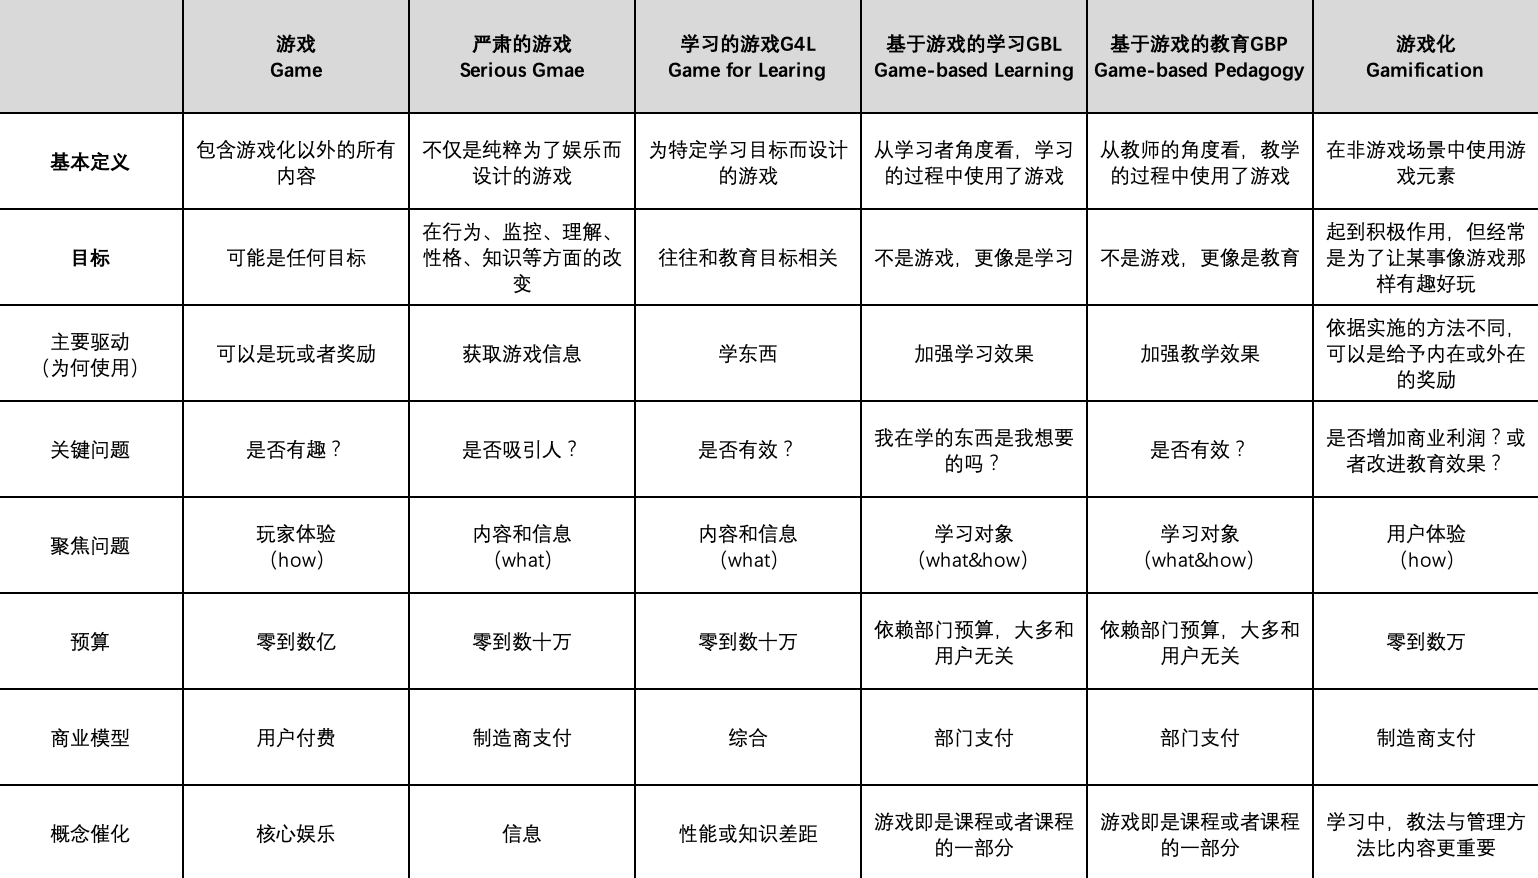 游戏
Game
严肃的游戏
Serious Gmae
学习的游戏G4L
Game for Learing
基于游戏的学习GBL
Game-based Learning
基于游戏的教育GBP
Game-based Pedagogy
游戏化
Gamification
基本定义
包含游戏化以外的所有
内容
不仅是纯粹为了娱乐而
设计的游戏
为特定学习目标而设计
的游戏
从学习者角度看，学习
的过程中使用了游戏
从教师的角度看，教学
的过程中使用了游戏
在非游戏场景中使用游
戏元素
目标
可能是任何目标
在行为、监控、理解、
性格、知识等方面的改
变
往往和教育目标相关
不是游戏，更像是学习
不是游戏，更像是教育
起到积极作用，但经常
是为了让某事像游戏那
样有趣好玩
主要驱动
（为何使用）
可以是玩或者奖励
获取游戏信息
学东西
加强学习效果
加强教学效果
依据实施的方法不同，
可以是给予内在或外在
的奖励
关键问题
是否有趣？
是否吸引人？
是否有效？
我在学的东西是我想要
的吗？
是否有效？
是否增加商业利润？或
者改进教育效果？
聚焦问题
玩家体验
（how）
内容和信息
（what）
内容和信息
（what）
学习对象
（what&how）
学习对象
（what&how）
用户体验
（how）
预算
零到数亿
零到数十万
零到数十万
依赖部门预算，大多和
用户无关
依赖部门预算，大多和
用户无关
零到数万
商业模型
用户付费
制造商支付
综合
部门支付
部门支付
制造商支付
概念催化
核心娱乐
信息
性能或知识差距
游戏即是课程或者课程
的一部分
游戏即是课程或者课程
的一部分
学习中，教法与管理方
法比内容更重要